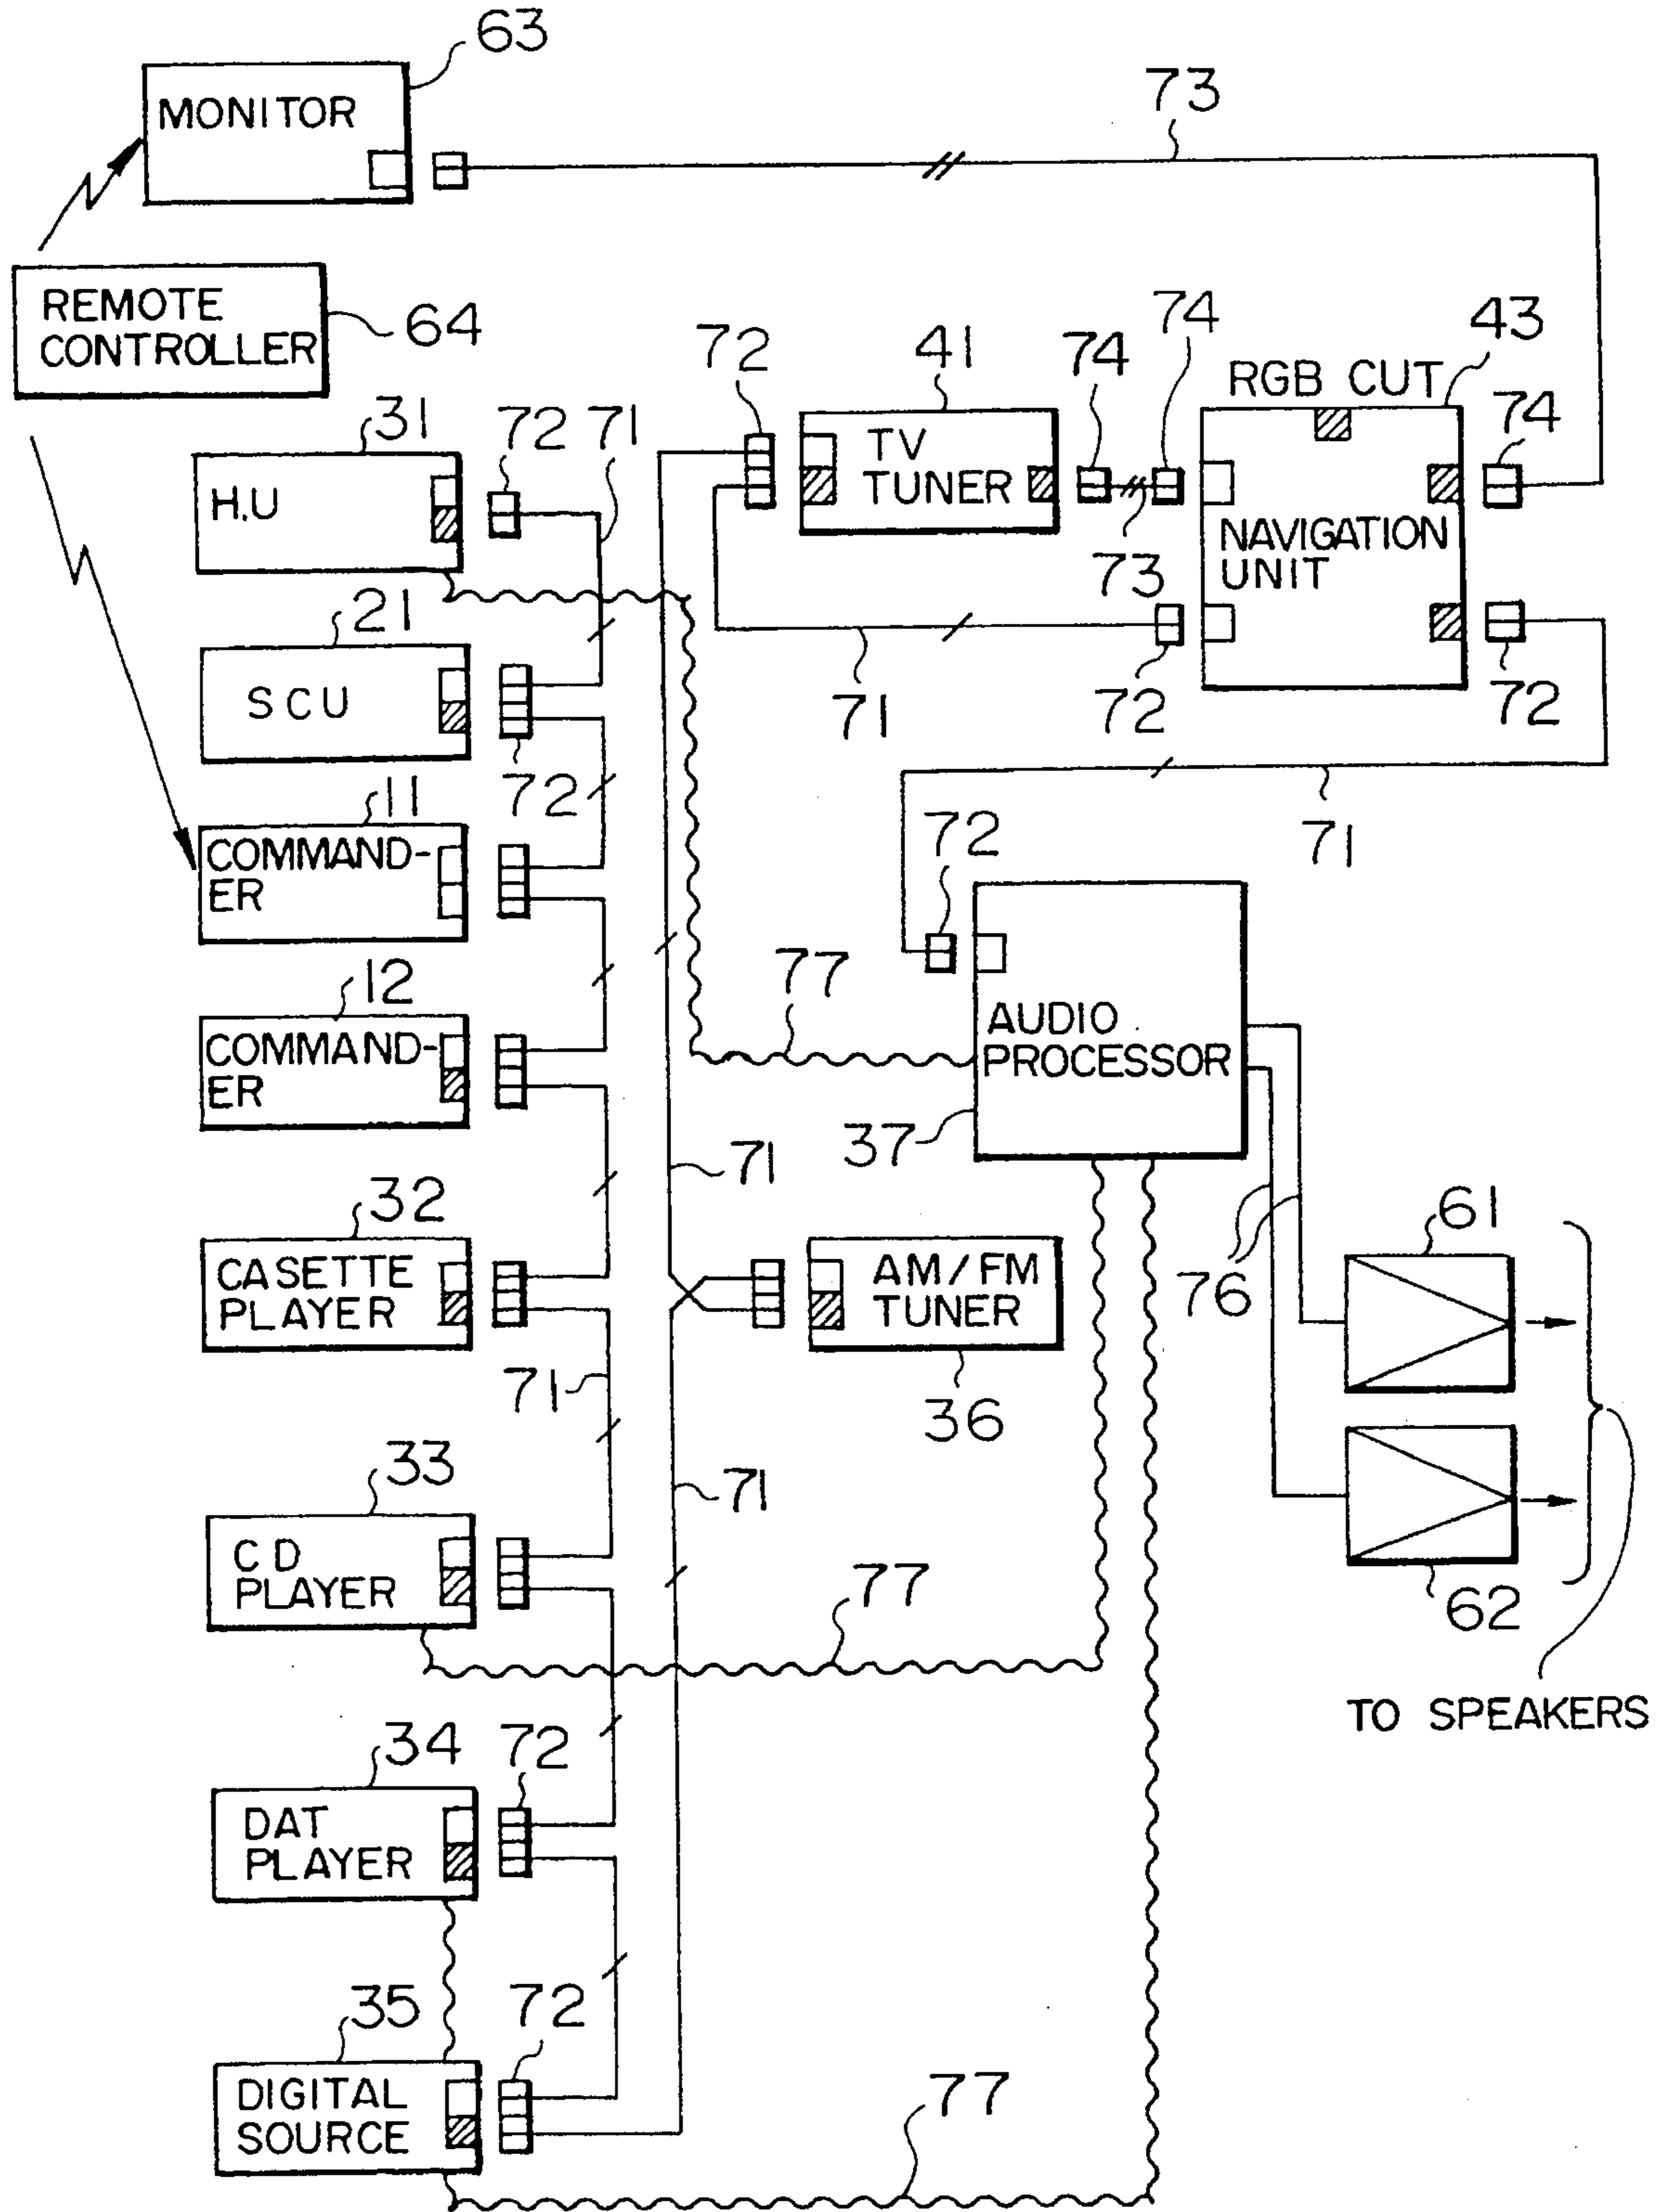 63
73
MONITOR
REMOTE
CONTROLLER
64
72
41
74
74
43
RGB CUT
31
72
71
TV
TUNER
H.U
NAVIGATION
UNIT
73
21
SCU
72
71
72
72
72
11
COMMAND-
ER
71
72
12
77
COMMAND-
ER
AUDIO
PROCESSOR
37
71
32
61
CASETTE
PLAYER
AM/FM
TUNER
76
71
36
33
71
CD
PLAYER
77
62
TO SPEAKERS
34
72
DAT
PLAYER
35
72
DIGITAL
SOURCE
77